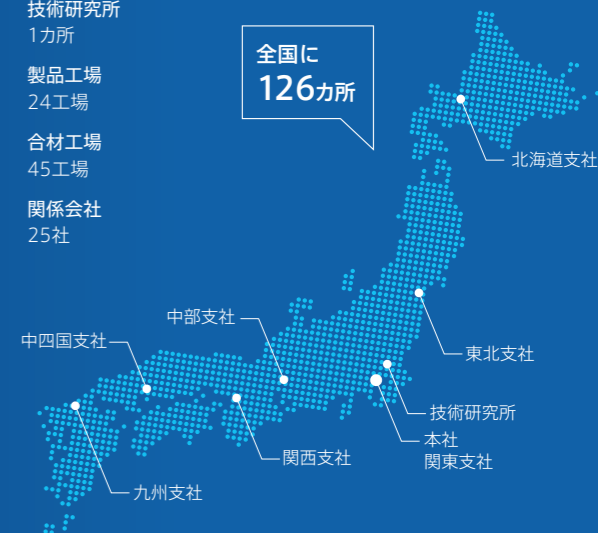 技術研究所
1カ所
製品工場
24工場
合材工場
45工場
関係会社
25社
全国に
126カ所
北海道支社
東北支社
技術研究所
本社
関東支社
中部支社
中四国支社
関西支社
九州支社